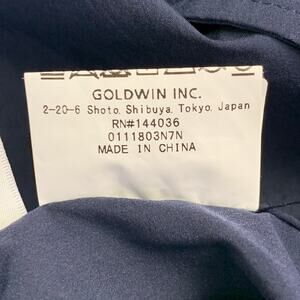 GOLDWIN INC.
2-20-6 Shoto, Shibuya, Tokyo, Japan
RN#144036
0111803N7N
MADE IN CHINA